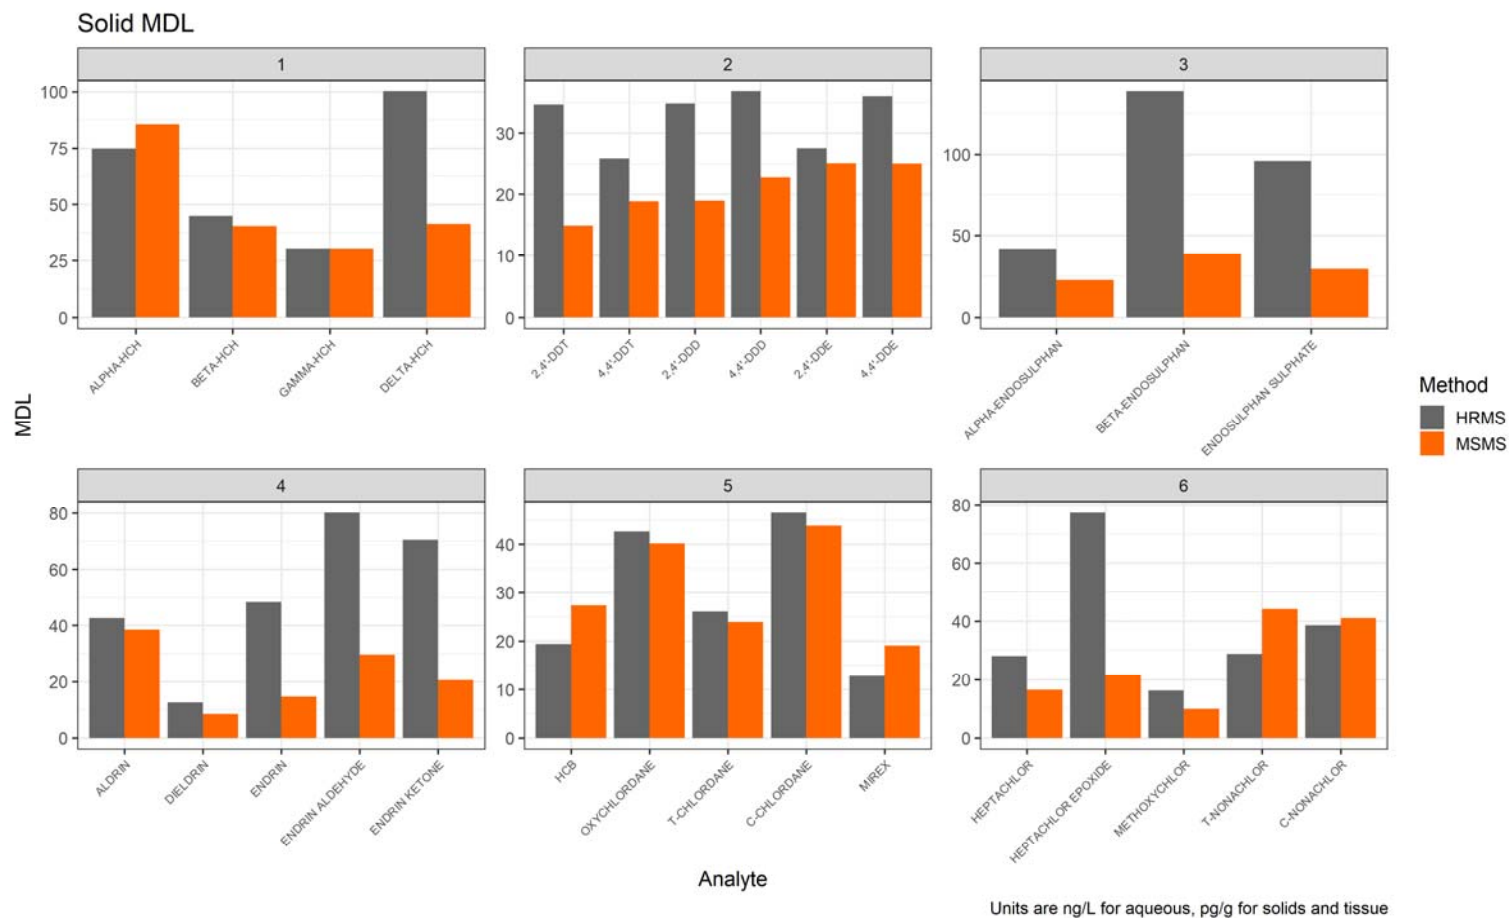 Solid MDL
1
2
3
100
75
50
25
0
30
20
10
0
100
50
0
ALPHA-HCH
BETA-HCH
GAMMA-HCH
DELTA-HCH
2,4'-DDT
4,4'-DDT
2,4'-DDD
4,4'-DDD
2,4'-DDE
4,4'-DDE
ALPHA-ENDOSULPHAN
BETA-ENDOSULPHAN
ENDOSULPHAN SULPHATE
MDL
Method
HRMS
MSMS
4
5
6
80
60
40
20
0
40
30
20
10
0
80
60
40
20
0
ALDRIN
DIELDRIN
ENDRIN
ENDRIN ALDEHYDE
ENDRIN KETONE
HCB
OXYCHLORDANE
T-CHLORDANE
C-CHLORDANE
MIREX
HEPTACHLOR
HEPTACHLOR EPOXIDE
METHOXYCHLOR
T-NONACHLOR
C-NONACHLOR
Analyte
Units are ng/L for aqueous, pg/g for solids and tissue